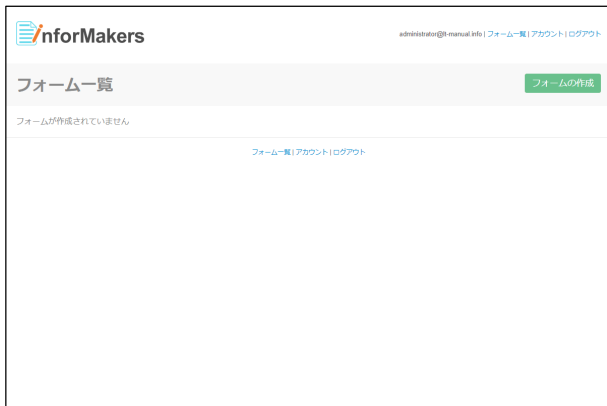 InforMakers
administrator@lt-manual.info | フォーム一覧 | アカウント | ログアウト
フォーム一覧
フォームの作成
フォームが作成されていません
フォーム一覧 | アカウント | ログアウト